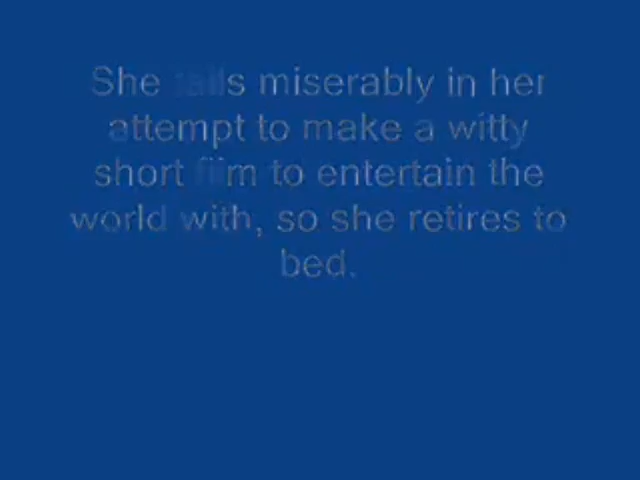 She fails miserably in her
attempt to make a witty
short film to entertain the
world with, so she retires to
bed.